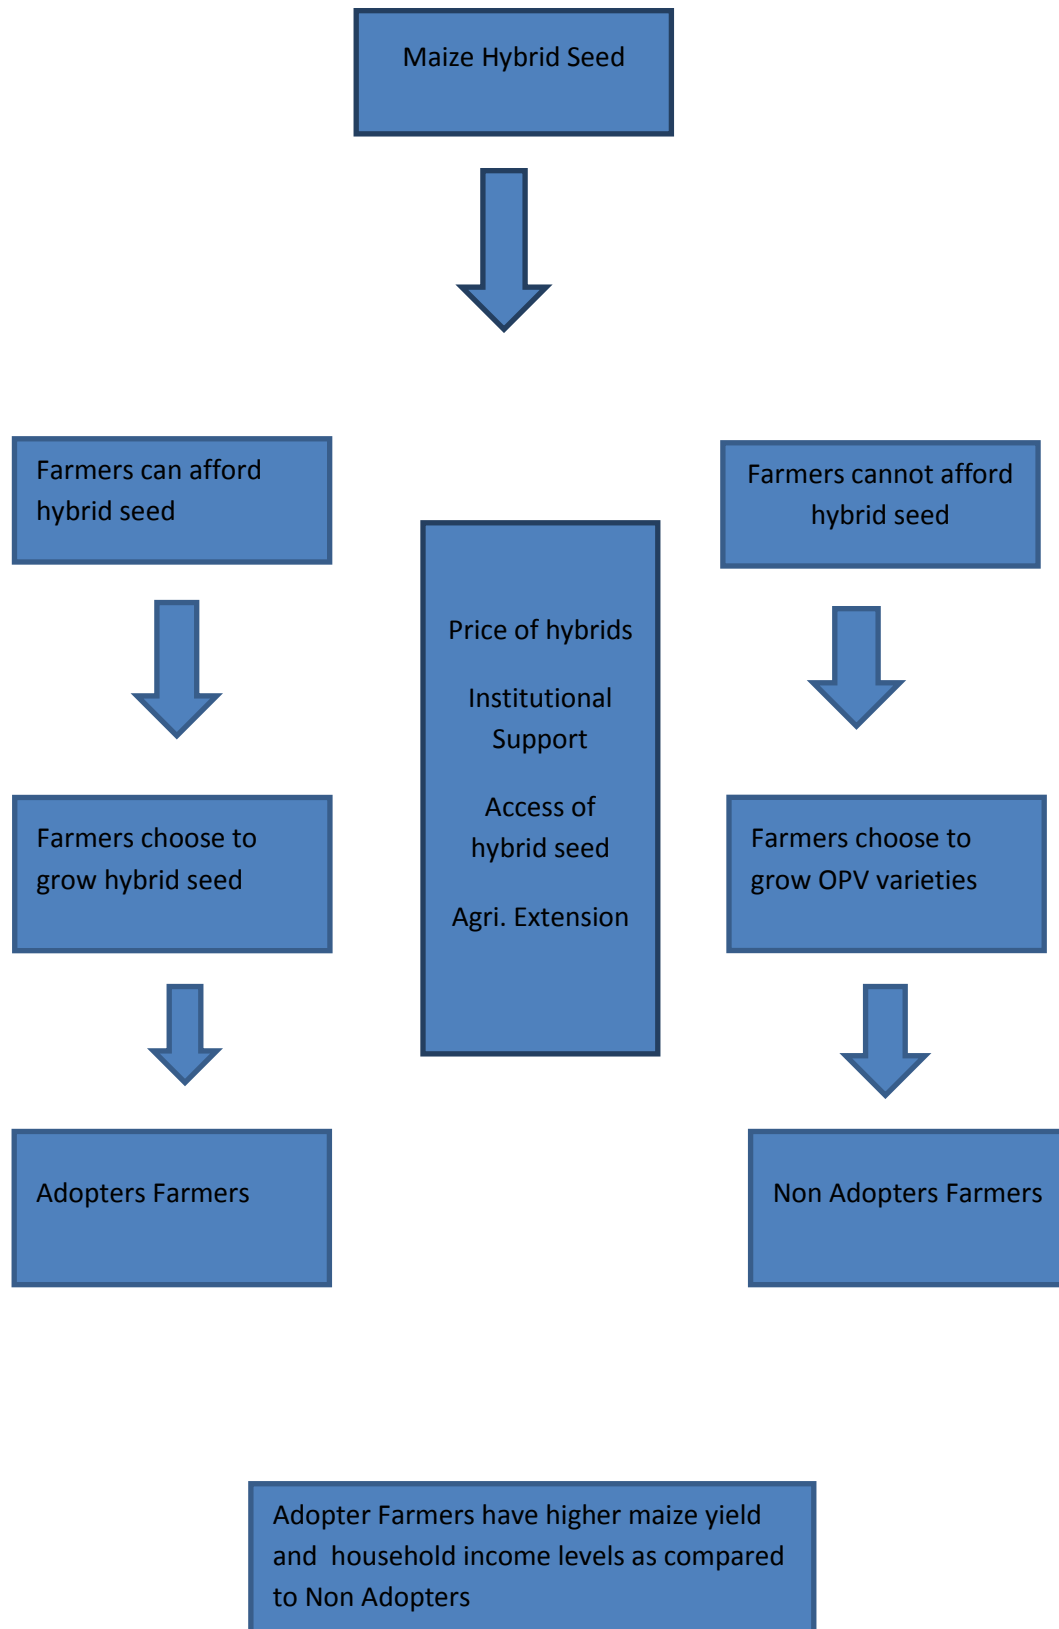 Maize Hybrid Seed
Farmers can afford
hybrid seed
Farmers cannot afford
hybrid seed
Price of hybrids
Institutional
Support
Access of
hybrid seed
Agri. Extension
Farmers choose to
grow hybrid seed
Farmers choose to
grow OPV varieties
Adopters Farmers
Non Adopters Farmers
Adopter Farmers have higher maize yield
and household income levels as compared
to Non Adopters